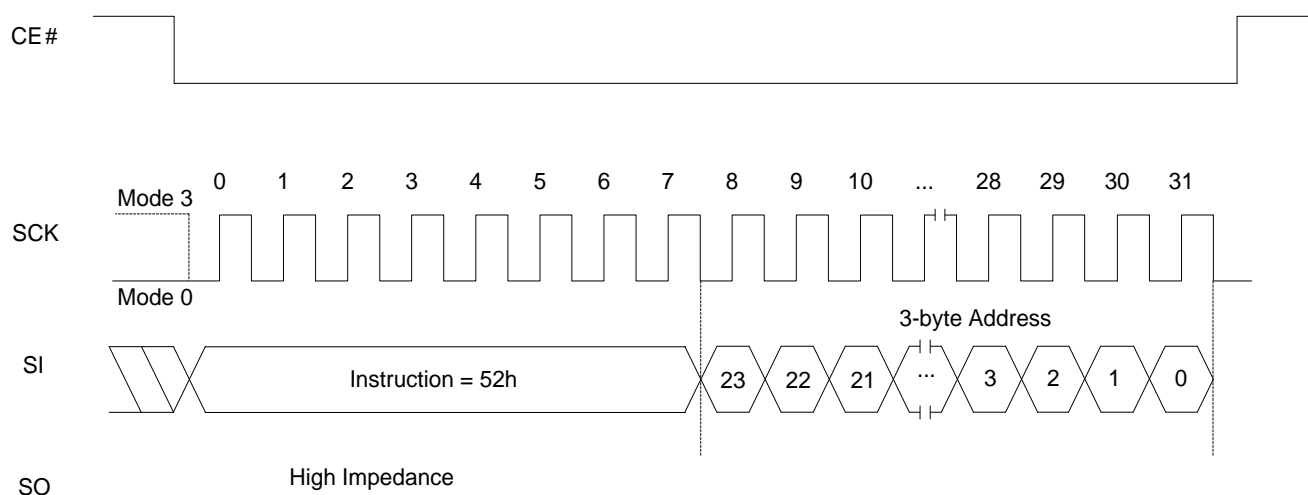 CE#
0 1 2 3 4 5 6 7 8 9 10 ... 28 29 30 31
Mode 3
SCK
Mode 0
3-byte Address
SI Instruction = 52h 23 22 21 ... 3 2 1 0
High Impedance
SO